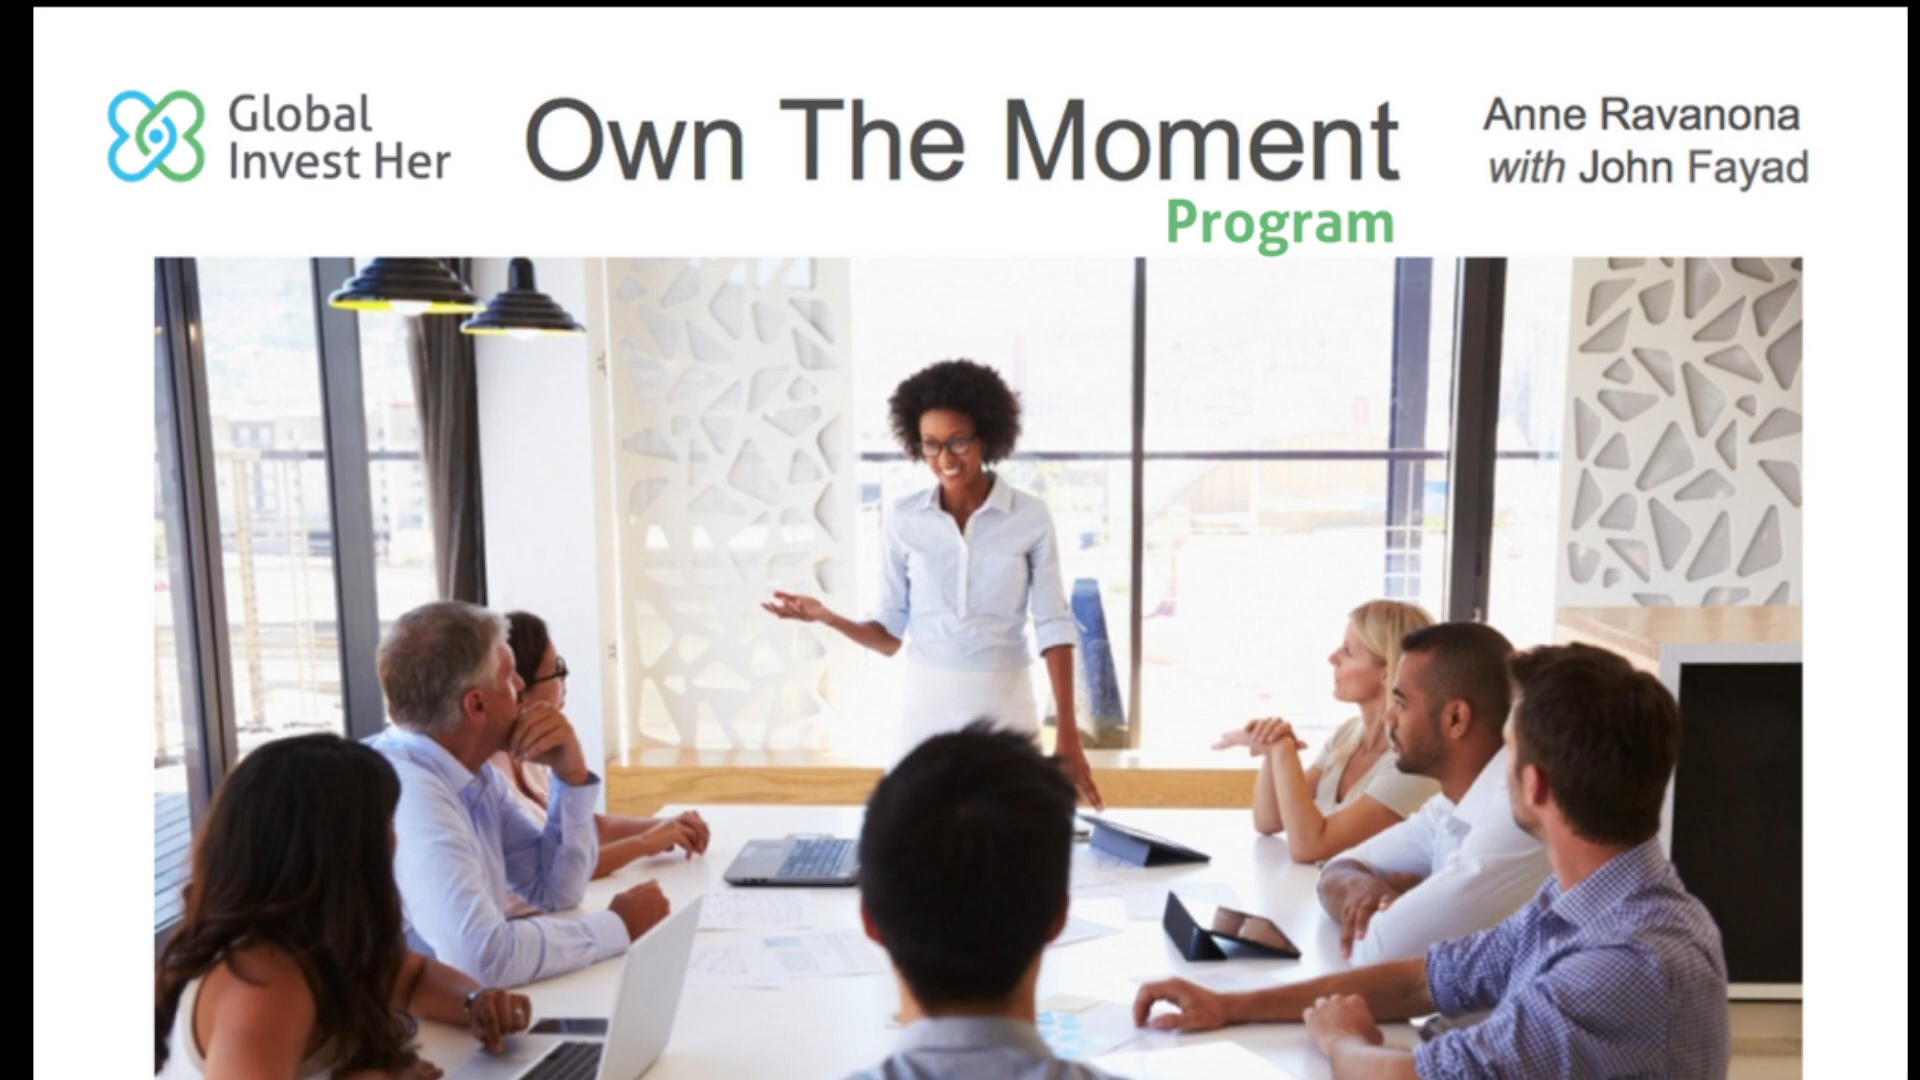 Global
Invest Her
Own The Moment
Program
Anne Ravanona
with John Fayad